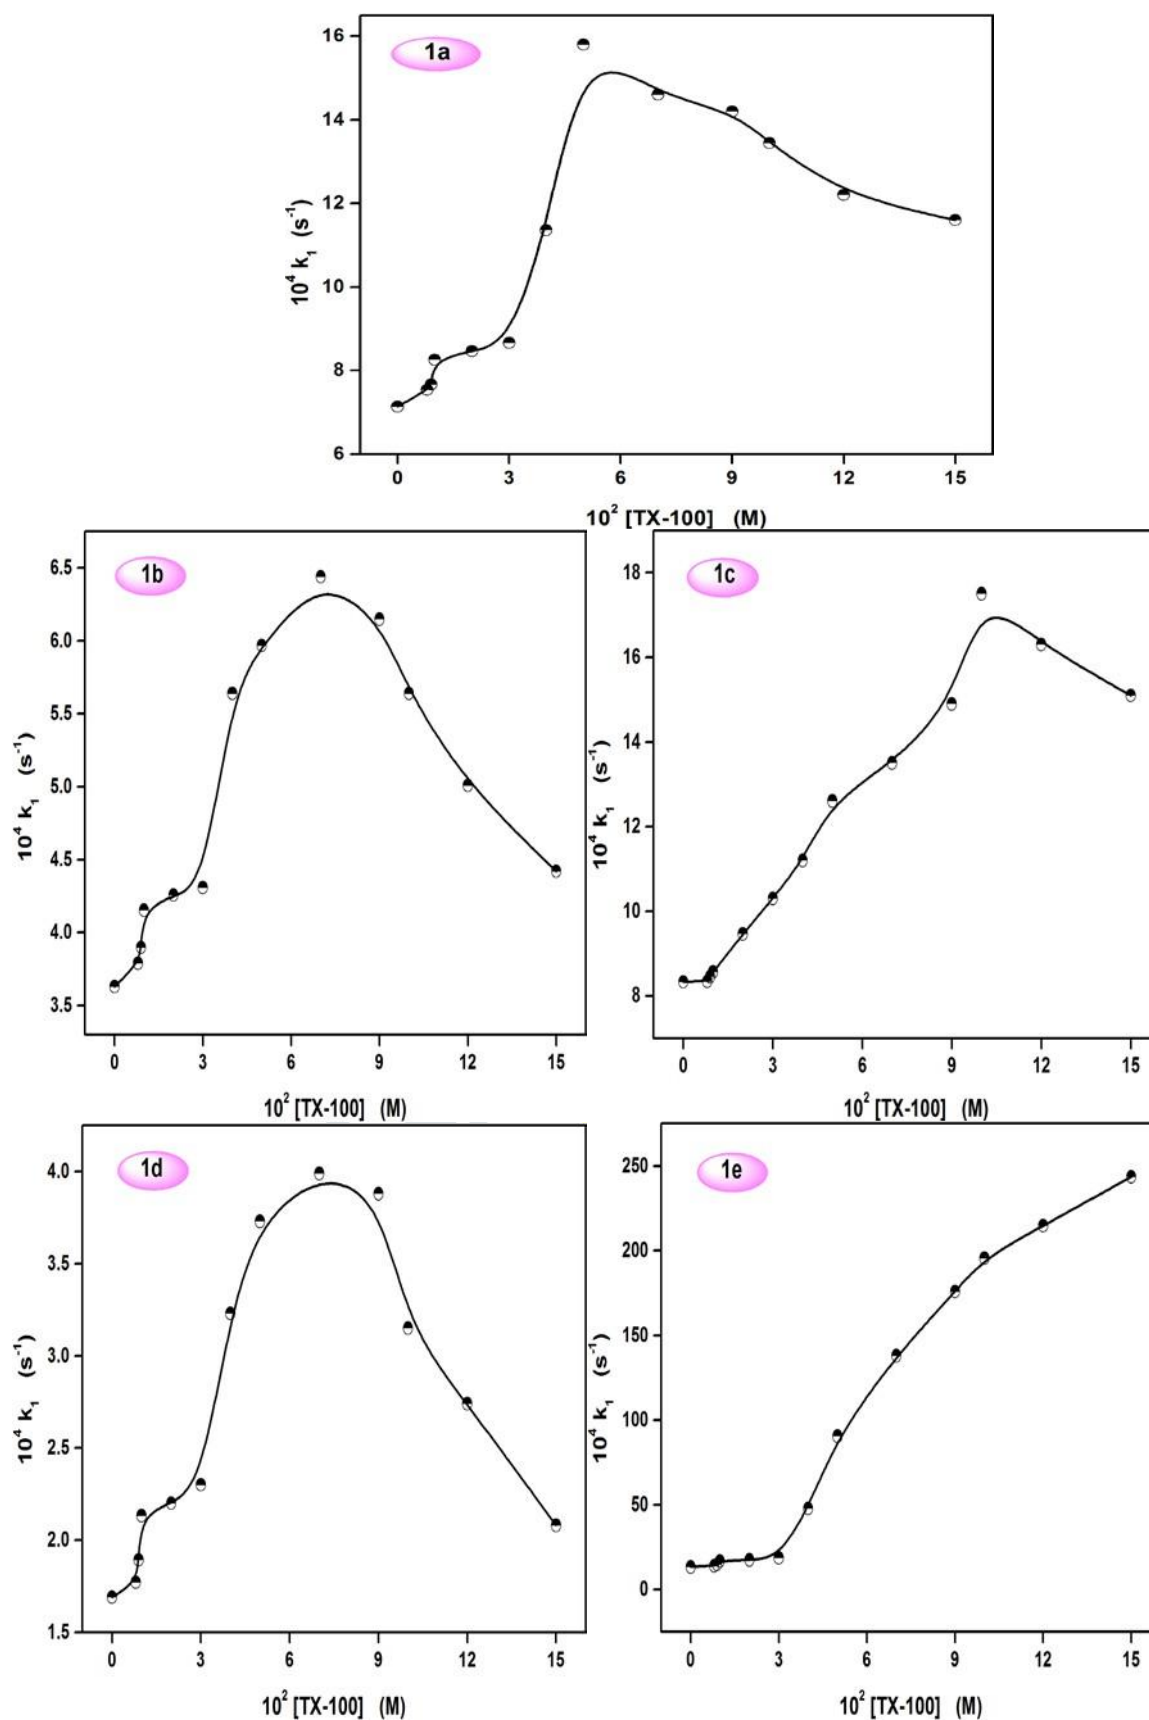 1a
16
14
12
10
8
6
10⁴ k₁ (s⁻¹)
0 3 6 9 12 15
10² [TX-100] (M)
1b
6.5
6.0
5.5
5.0
4.5
4.0
3.5
10⁴ k₁ (s⁻¹)
0 3 6 9 12 15
10² [TX-100] (M)
1c
18
16
14
12
10
8
10⁴ k₁ (s⁻¹)
0 3 6 9 12 15
10² [TX-100] (M)
1d
4.0
3.5
3.0
2.5
2.0
1.5
10⁴ k₁ (s⁻¹)
0 3 6 9 12 15
10² [TX-100] (M)
1e
250
200
150
100
50
0
10⁴ k₁ (s⁻¹)
0 3 6 9 12 15
10² [TX-100] (M)